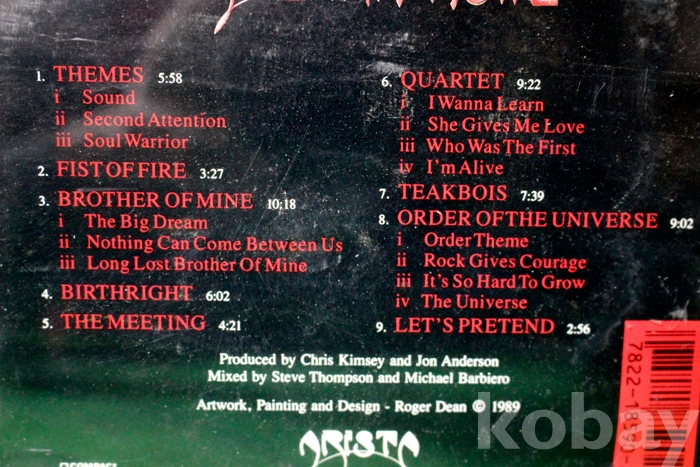 1. THEMES 5:58
i Sound
ii Second Attention
iii Soul Warrior
2. FIST OF FIRE 3:27
3. BROTHER OF MINE 10:18
i The Big Dream
ii Nothing Can Come Between Us
iii Long Lost Brother Of Mine
4. BIRTHRIGHT 6:02
5. THE MEETING 4:21
6. QUARTET 9:22
i I Wanna Learn
ii She Gives Me Love
iii Who Was The First
iv I'm Alive
7. TEAKBOIS 7:39
8. ORDER OF THE UNIVERSE 9:02
i Order Theme
ii Rock Gives Courage
iii It's So Hard To Grow
iv The Universe
9. LET'S PRETEND 2:56
Produced by Chris Kimsey and Jon Anderson
Mixed by Steve Thompson and Michael Barbiero
Artwork, Painting and Design - Roger Dean © 1989
ARISTA
kobay